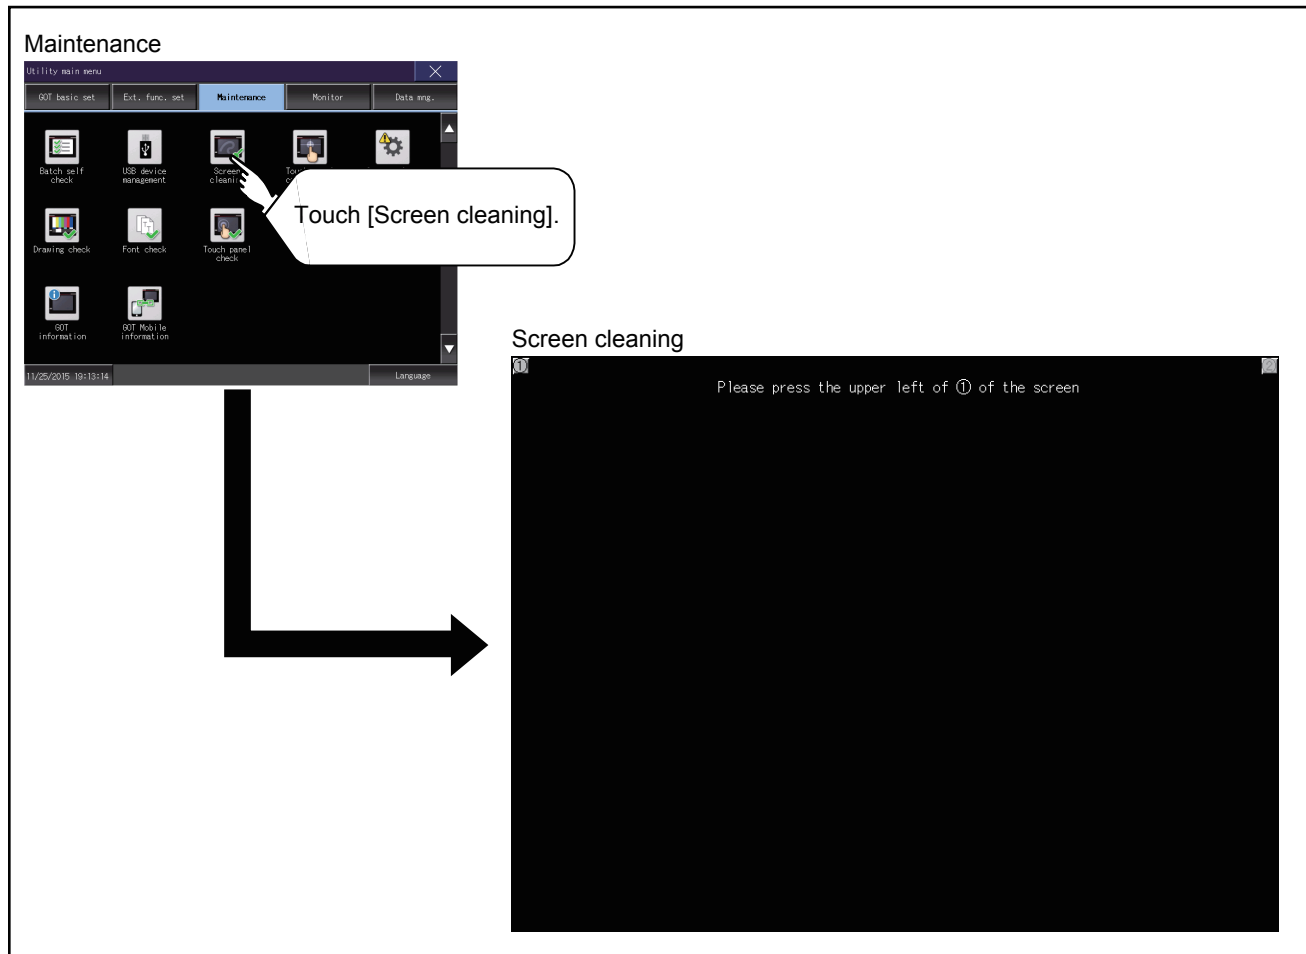 Maintenance
Utility main menu
GOT basic set Ext. func. set Maintenance Monitor Data mng.
Batch self check
USB device management
Screen
Touch [Screen cleaning].
Drawing check
Font check
Touch panel check
GOT information
GOT Mobile information
11/25/2015 19:13:14 Language
Screen cleaning
① 2
Please press the upper left of ① of the screen